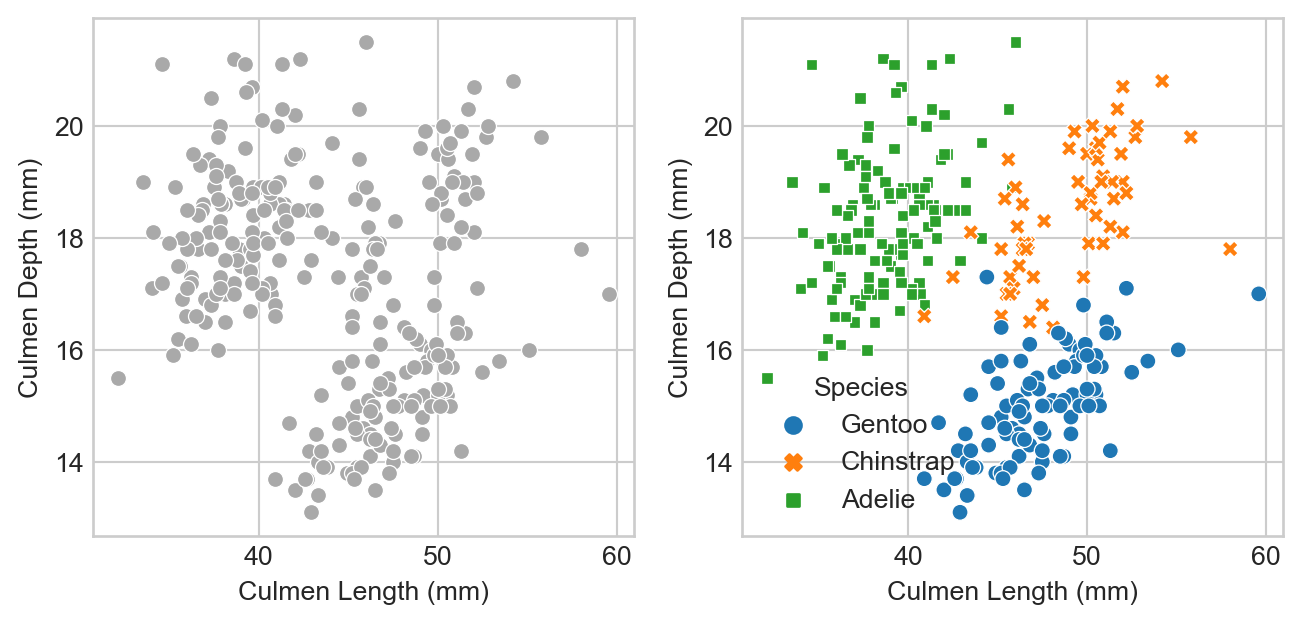 20
18
16
14
Culmen Depth (mm)
40
50
60
Culmen Length (mm)
20
18
16
14
Culmen Depth (mm)
Species
Gentoo
Chinstrap
Adelie
40
50
60
Culmen Length (mm)